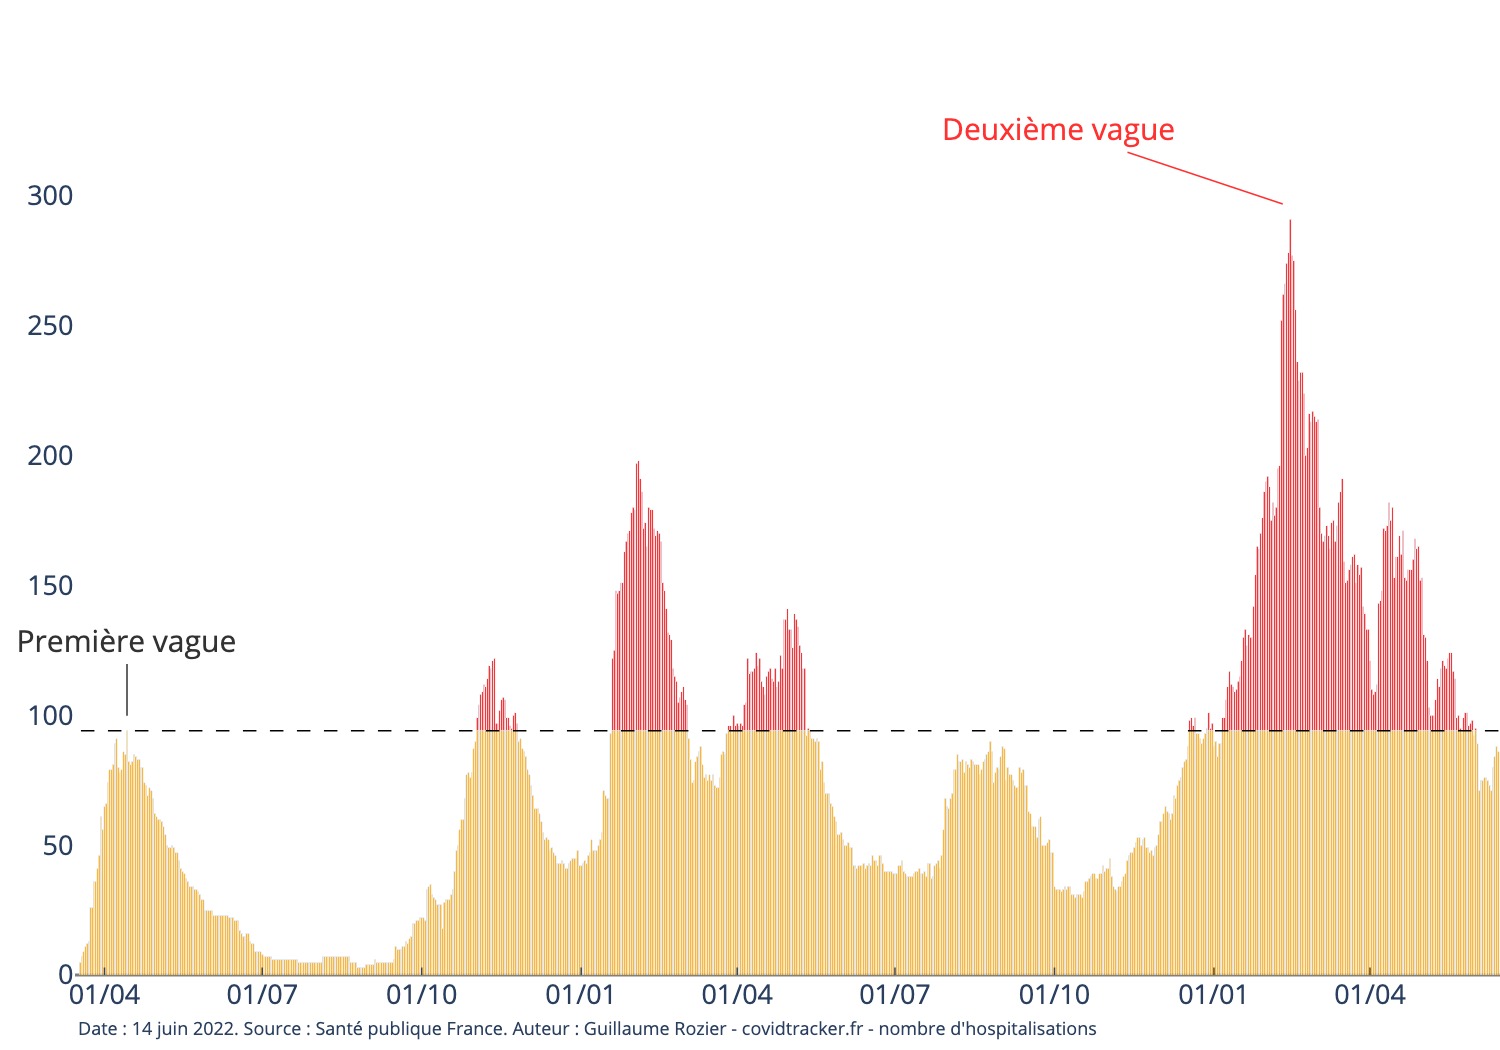 Deuxième vague
300
250
200
150
Première vague
100
50
0
01/04 01/07 01/10 01/01 01/04 01/07 01/10 01/01 01/04
Date : 14 juin 2022. Source : Santé publique France. Auteur : Guillaume Rozier - covidtracker.fr - nombre d'hospitalisations